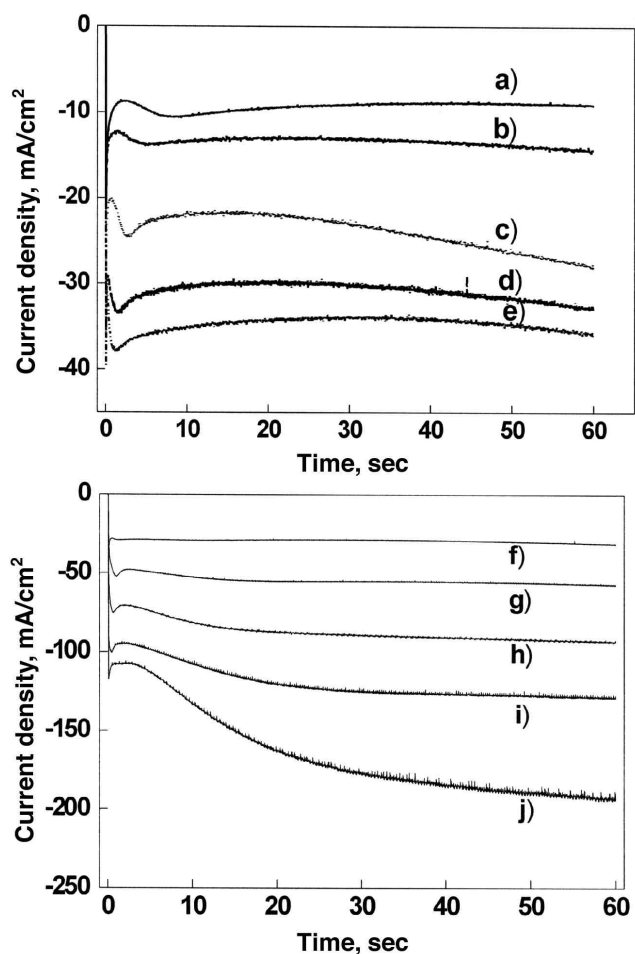 0
-10
-20
-30
-40
Current density, mA/cm²
a)
b)
c)
d)
e)
0 10 20 30 40 50 60
Time, sec
0
-50
-100
-150
-200
-250
Current density, mA/cm²
f)
g)
h)
i)
j)
0 10 20 30 40 50 60
Time, sec